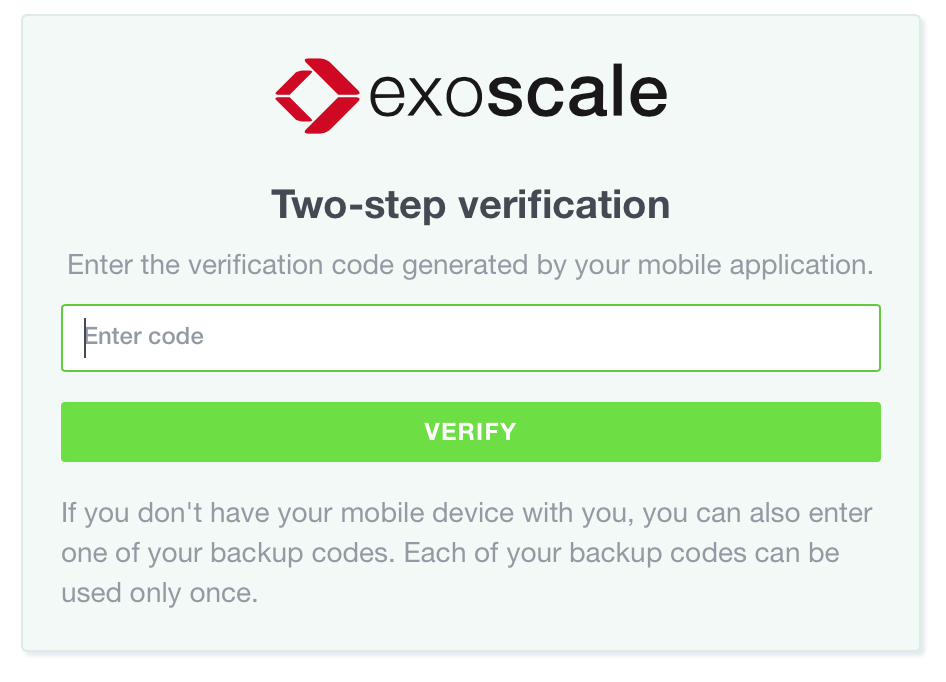 exoscale
Two-step verification
Enter the verification code generated by your mobile application.
Enter code
VERIFY
If you don't have your mobile device with you, you can also enter
one of your backup codes. Each of your backup codes can be
used only once.